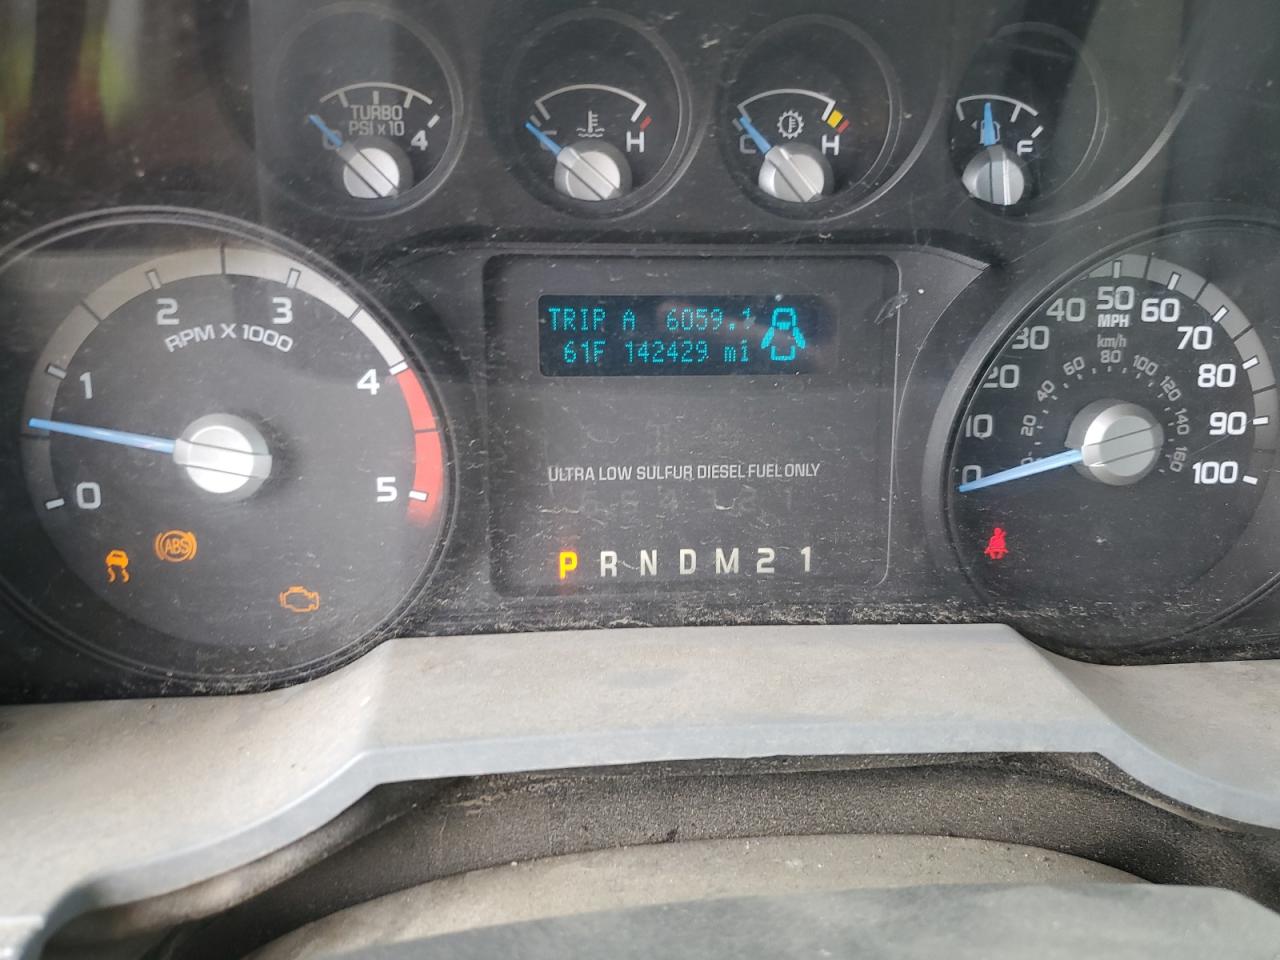 TURBO
PSI x 10
0
4
C
H
C
H
F
0
1
2
3
4
5
RPM X 1000
ABS
TRIP A 6059.1
61F 142429 mi
ULTRA LOW SULFUR DIESEL FUEL ONLY
P R N D M 2 1
0
10
20
30
40
50
60
70
80
90
100
MPH
km/h
20
40
60
80
100
120
140
160